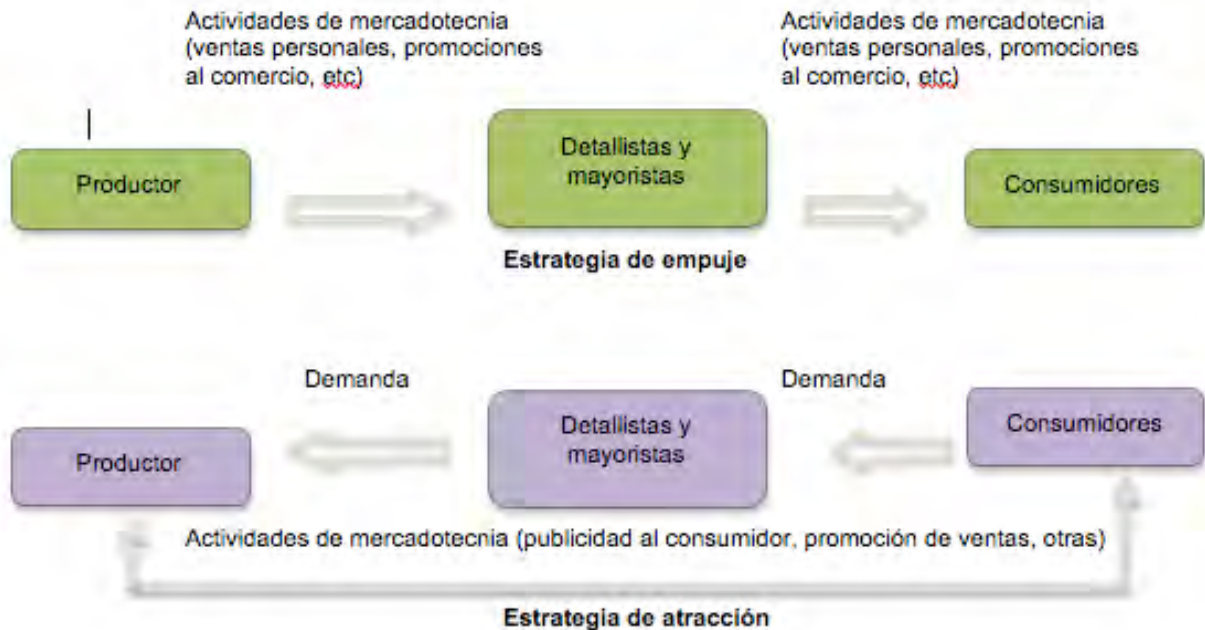 Actividades de mercadotecnia
(ventas personales, promociones
al comercio, etc)
Actividades de mercadotecnia
(ventas personales, promociones
al comercio, etc)
Productor
Detallistas y
mayoristas
Consumidores
Estrategia de empuje
Demanda
Demanda
Productor
Detallistas y
mayoristas
Consumidores
Actividades de mercadotecnia (publicidad al consumidor, promoción de ventas, otras)
Estrategia de atracción